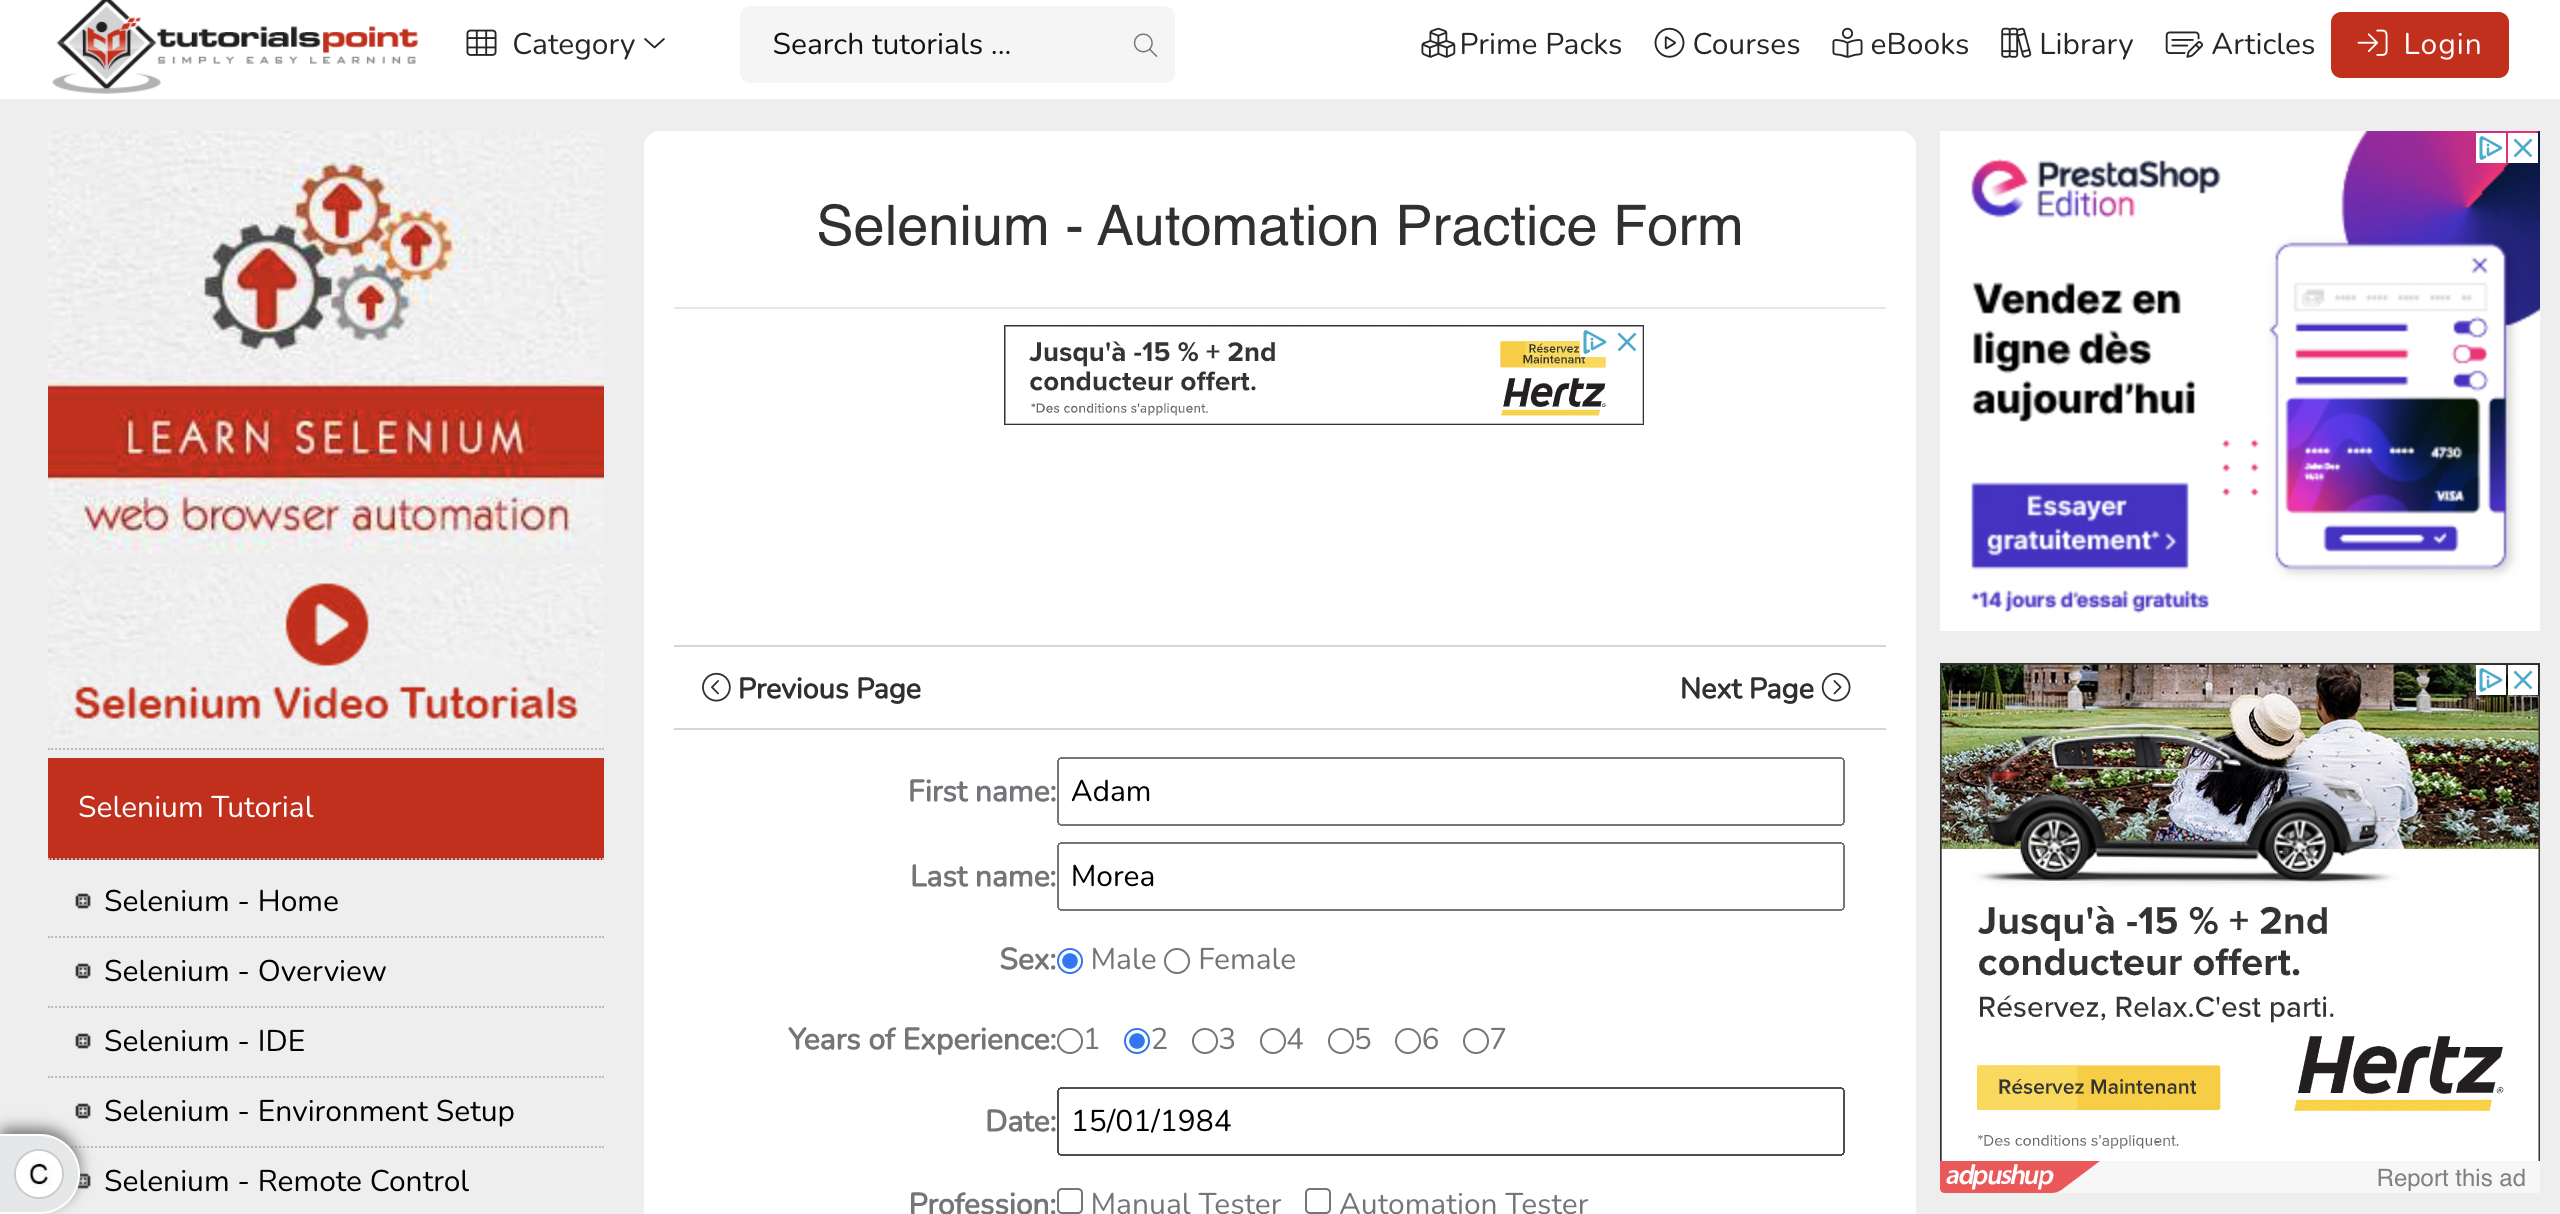 tutorialspoint
SIMPLY EASY LEARNING
Category
Search tutorials ...
Prime Packs
Courses
eBooks
Library
Articles
Login
LEARN SELENIUM
web browser automation
Selenium Video Tutorials
Selenium Tutorial
Selenium - Home
Selenium - Overview
Selenium - IDE
Selenium - Environment Setup
Selenium - Remote Control
C
Selenium - Automation Practice Form
Jusqu'à -15 % + 2nd
conducteur offert.
*Des conditions s'appliquent.
Réservez
Maintenant
Hertz
Previous Page
Next Page
First name: Adam
Last name: Morea
Sex: Male Female
Years of Experience: 1 2 3 4 5 6 7
Date: 15/01/1984
Profession: Manual Tester Automation Tester
PrestaShop
Edition
Vendez en
ligne dès
aujourd'hui
Essayer
gratuitement* >
*14 jours d'essai gratuits
4730
John Doe
VISA
Jusqu'à -15 % + 2nd
conducteur offert.
Réservez, Relax.C'est parti.
Hertz
Réservez Maintenant
*Des conditions s'appliquent.
adpushup
Report this ad